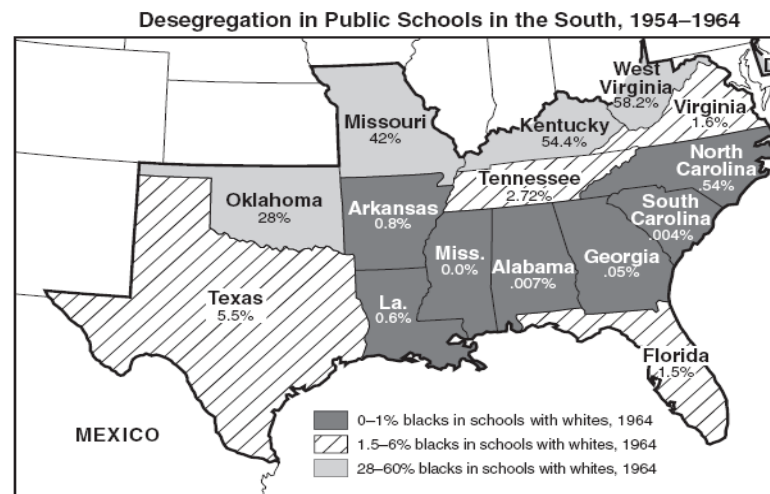 Desegregation in Public Schools in the South, 1954–1964
West
Virginia
58.2%
D
Virginia
1.6%
Missouri
42%
Kentucky
54.4%
North
Carolina
.54%
Tennessee
2.72%
Oklahoma
28%
Arkansas
0.8%
South
Carolina
.004%
Miss.
0.0%
Alabama
.007%
Georgia
.05%
Texas
5.5%
La.
0.6%
Florida
1.5%
MEXICO
0–1% blacks in schools with whites, 1964
1.5–6% blacks in schools with whites, 1964
28–60% blacks in schools with whites, 1964